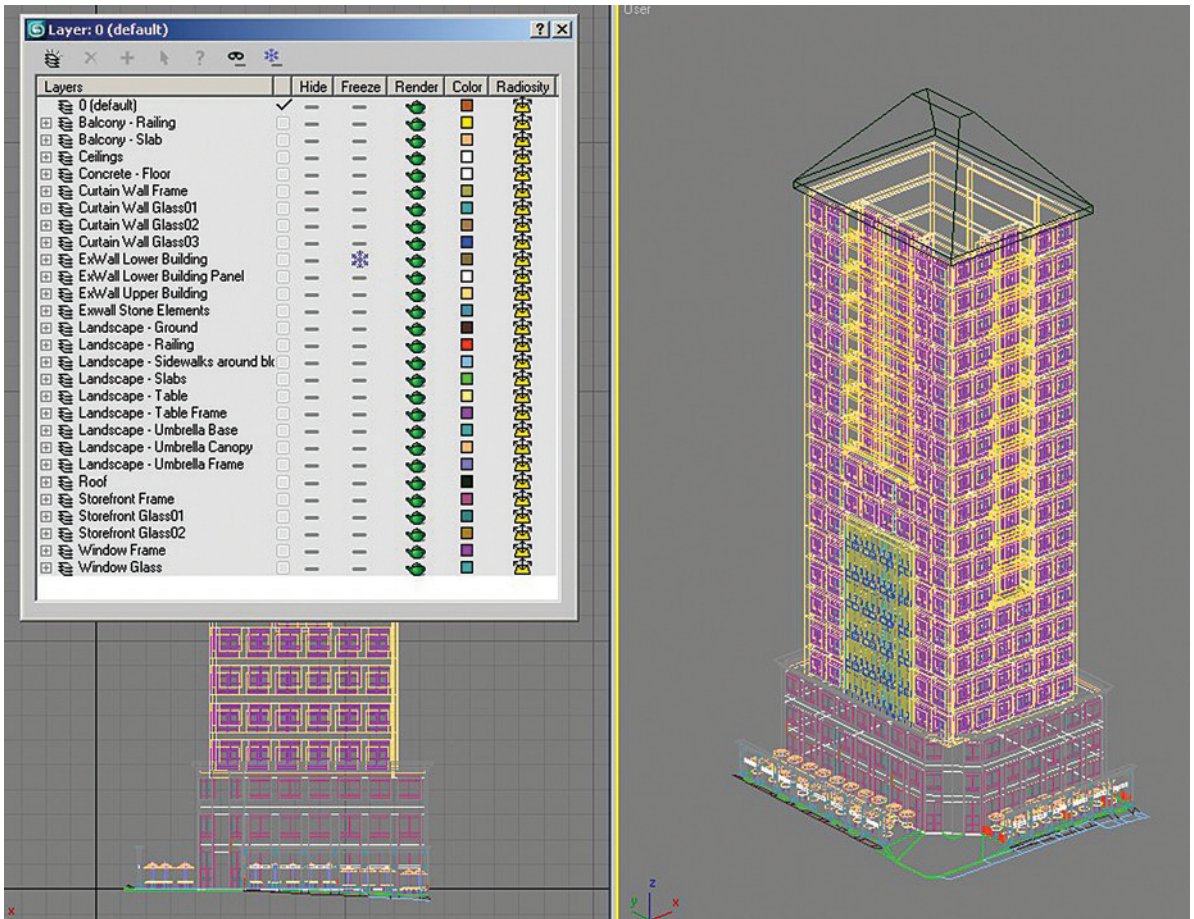 Layer: 0 (default)
User
Layers Hide Freeze Render Color Radiosity
0 (default)
Balcony - Railing
Balcony - Slab
Ceilings
Concrete - Floor
Curtain Wall Frame
Curtain Wall Glass01
Curtain Wall Glass02
Curtain Wall Glass03
ExWall Lower Building
ExWall Lower Building Panel
ExWall Upper Building
Exwall Stone Elements
Landscape - Ground
Landscape - Railing
Landscape - Sidewalks around blo
Landscape - Slabs
Landscape - Table
Landscape - Table Frame
Landscape - Umbrella Base
Landscape - Umbrella Canopy
Landscape - Umbrella Frame
Roof
Storefront Frame
Storefront Glass01
Storefront Glass02
Window Frame
Window Glass
x
z
y x